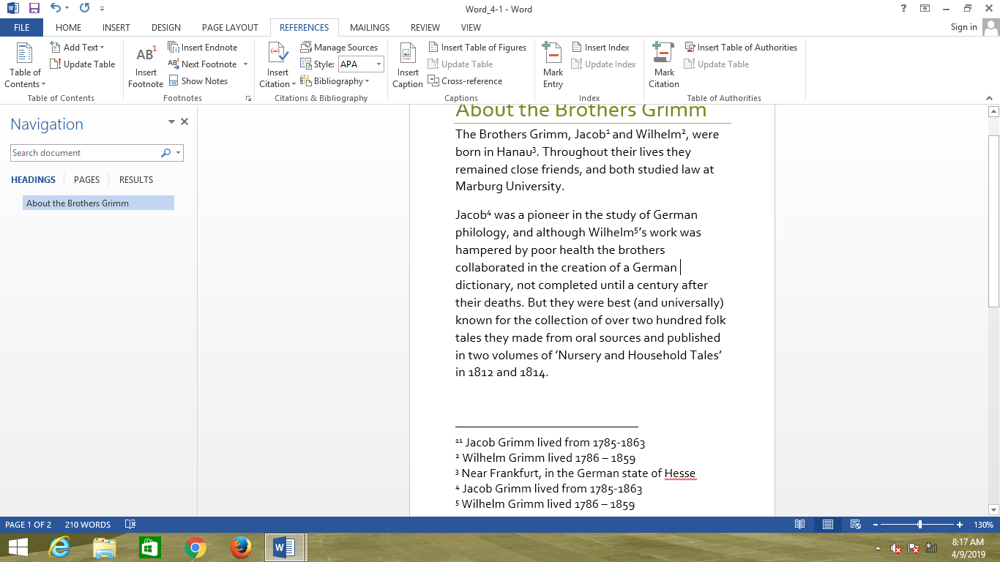 Word_4-1 - Word
?
FILE HOME INSERT DESIGN PAGE LAYOUT REFERENCES MAILINGS REVIEW VIEW Sign in
Table of Contents
Add Text
Update Table
Table of Contents
AB1
Insert Footnote
Insert Endnote
Next Footnote
Show Notes
Footnotes
Insert Citation
Manage Sources
Style: APA
Bibliography
Citations & Bibliography
Insert Caption
Insert Table of Figures
Update Table
Cross-reference
Captions
Mark Entry
Insert Index
Update Index
Index
Mark Citation
Insert Table of Authorities
Update Table
Table of Authorities
Navigation
Search document
HEADINGS PAGES RESULTS
About the Brothers Grimm
About the Brothers Grimm
The Brothers Grimm, Jacob¹ and Wilhelm², were
born in Hanau³. Throughout their lives they
remained close friends, and both studied law at
Marburg University.
Jacob⁴ was a pioneer in the study of German
philology, and although Wilhelm⁵’s work was
hampered by poor health the brothers
collaborated in the creation of a German
dictionary, not completed until a century after
their deaths. But they were best (and universally)
known for the collection of over two hundred folk
tales they made from oral sources and published
in two volumes of ’Nursery and Household Tales’
in 1812 and 1814.
¹¹ Jacob Grimm lived from 1785-1863
² Wilhelm Grimm lived 1786 – 1859
³ Near Frankfurt, in the German state of Hesse
⁴ Jacob Grimm lived from 1785-1863
⁵ Wilhelm Grimm lived 1786 – 1859
PAGE 1 OF 2 210 WORDS 130%
8:17 AM
4/9/2019